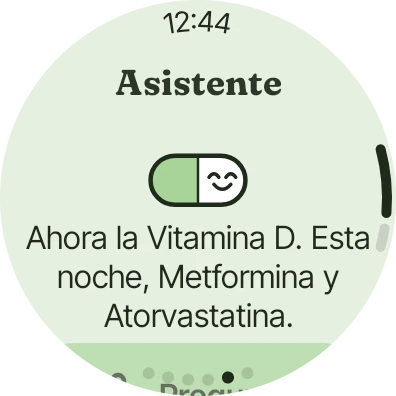 12:44
Asistente
Ahora la Vitamina D. Esta
noche, Metformina y
Atorvastatina.